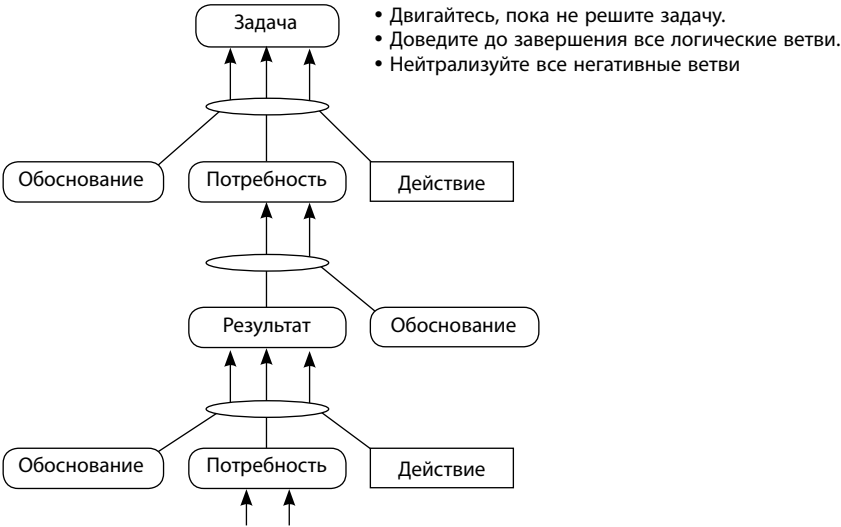 Задача
• Двигайтесь, пока не решите задачу.
• Доведите до завершения все логические ветви.
• Нейтрализуйте все негативные ветви
Обоснование
Потребность
Действие
Результат
Обоснование
Обоснование
Потребность
Действие